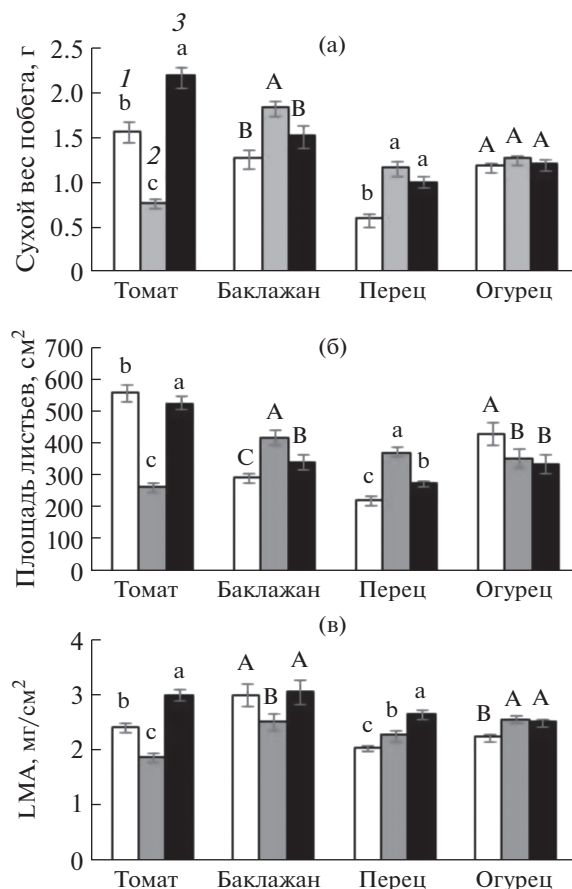 (а)
Сухой вес побега, г
2.5
2.0
1.5
1.0
0.5
0
1
b
2
c
3
a
B
A
B
b
a
a
A
A
A
Томат
Баклажан
Перец
Огурец
(б)
Площадь листьев, см²
700
600
500
400
300
200
100
0
b
c
a
C
A
B
c
a
b
A
B
B
Томат
Баклажан
Перец
Огурец
(в)
LMA, мг/см²
4
3
2
1
0
b
c
a
A
B
A
c
b
a
B
A
A
Томат
Баклажан
Перец
Огурец